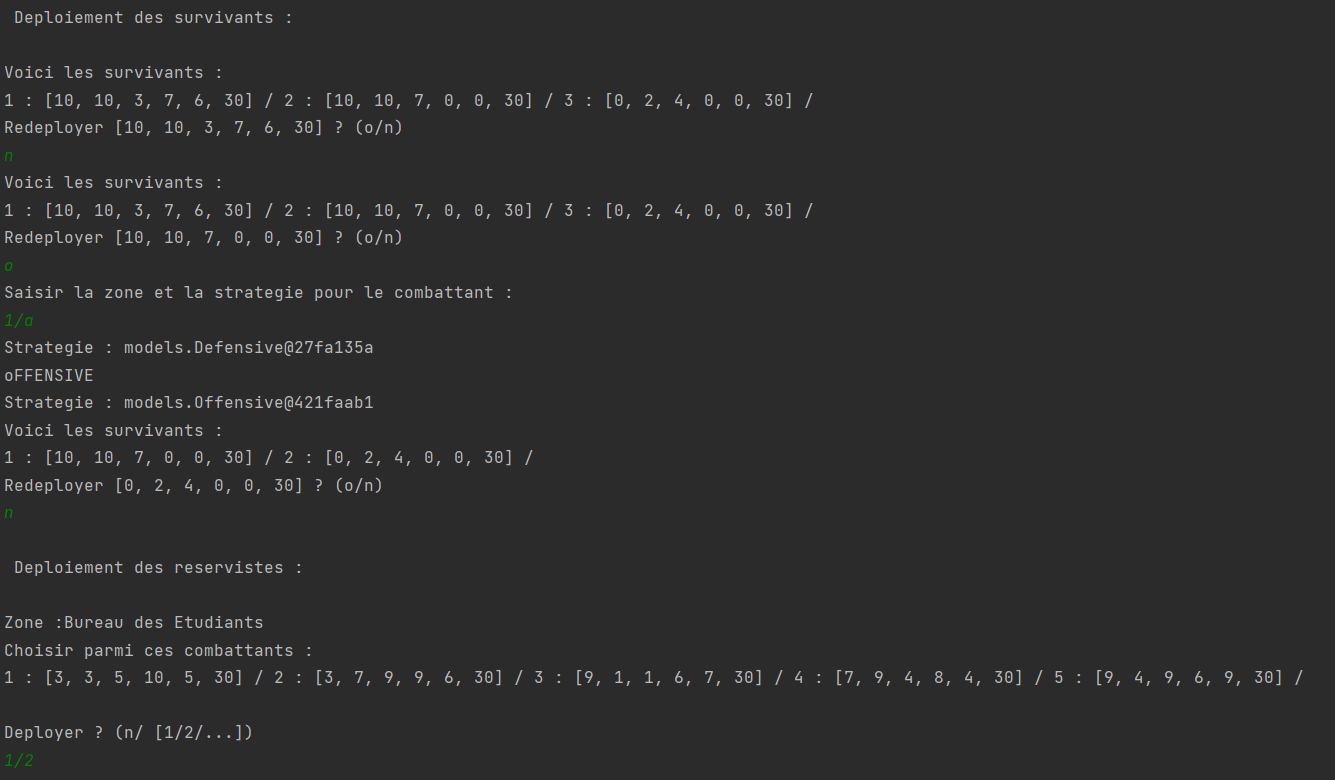 Deploiement des survivants :
Voici les survivants :
1 : [10, 10, 3, 7, 6, 30] / 2 : [10, 10, 7, 0, 0, 30] / 3 : [0, 2, 4, 0, 0, 30] /
Redeployer [10, 10, 3, 7, 6, 30] ? (o/n)
n
Voici les survivants :
1 : [10, 10, 3, 7, 6, 30] / 2 : [10, 10, 7, 0, 0, 30] / 3 : [0, 2, 4, 0, 0, 30] /
Redeployer [10, 10, 7, 0, 0, 30] ? (o/n)
o
Saisir la zone et la strategie pour le combattant :
1/a
Strategie : models.Defensive@27fa135a
oFFENSIVE
Strategie : models.Offensive@421faab1
Voici les survivants :
1 : [10, 10, 7, 0, 0, 30] / 2 : [0, 2, 4, 0, 0, 30] /
Redeployer [0, 2, 4, 0, 0, 30] ? (o/n)
n
Deploiement des reservistes :
Zone :Bureau des Etudiants
Choisir parmi ces combattants :
1 : [3, 3, 5, 10, 5, 30] / 2 : [3, 7, 9, 9, 6, 30] / 3 : [9, 1, 1, 6, 7, 30] / 4 : [7, 9, 4, 8, 4, 30] / 5 : [9, 4, 9, 6, 9, 30] /
Deployer ? (n/ [1/2/...])
1/2